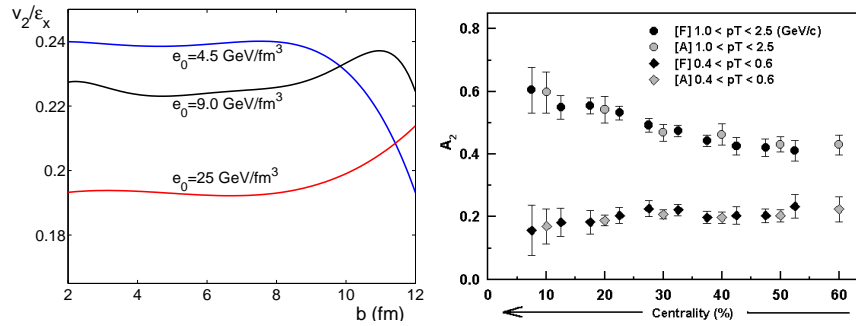 v₂/εₓ
0.24
0.22
0.2
0.18
e₀=4.5 GeV/fm³
e₀=9.0 GeV/fm³
e₀=25 GeV/fm³
2 4 6 8 10 12
b (fm)
A₂
0.8
0.6
0.4
0.2
0.0
[F] 1.0 < pT < 2.5 (GeV/c)
[A] 1.0 < pT < 2.5
[F] 0.4 < pT < 0.6
[A] 0.4 < pT < 0.6
0 10 20 30 40 50 60
Centrality (%)